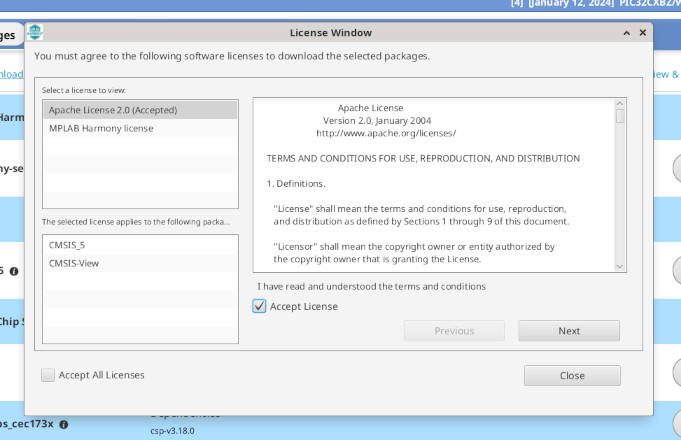 [4] [January 12, 2024] PIC32CXBZ/W
License Window
You must agree to the following software licenses to download the selected packages.
Select a license to view:
Apache License 2.0 (Accepted)
MPLAB Harmony license
The selected license applies to the following packa...
CMSIS_5
CMSIS-View
Apache License
Version 2.0, January 2004
http://www.apache.org/licenses/
TERMS AND CONDITIONS FOR USE, REPRODUCTION, AND DISTRIBUTION
1. Definitions.
"License" shall mean the terms and conditions for use, reproduction,
and distribution as defined by Sections 1 through 9 of this document.
"Licensor" shall mean the copyright owner or entity authorized by
the copyright owner that is granting the License.
I have read and understood the terms and conditions
Accept License
Previous
Next
Accept All Licenses
Close
ges
nload
iew &
Harm
ny-se
5
Chip S
os_cec173x
csp-v3.18.0